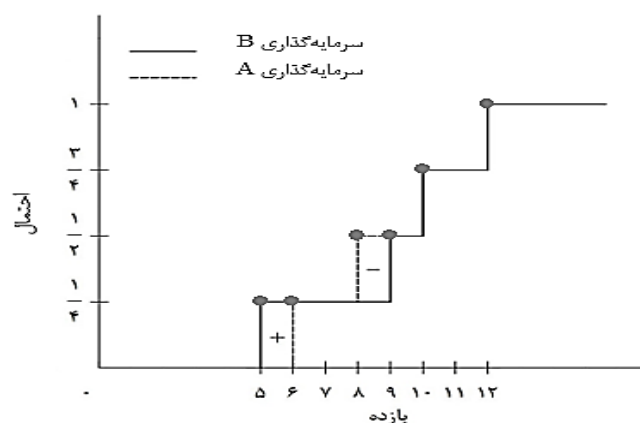 سرمایه‌گذاری B
سرمایه‌گذاری A
احتمال
۱
۳
۴
۱
۲
۱
۴
+
−
۰ ۵ ۶ ۷ ۸ ۹ ۱۰ ۱۱ ۱۲
بازده